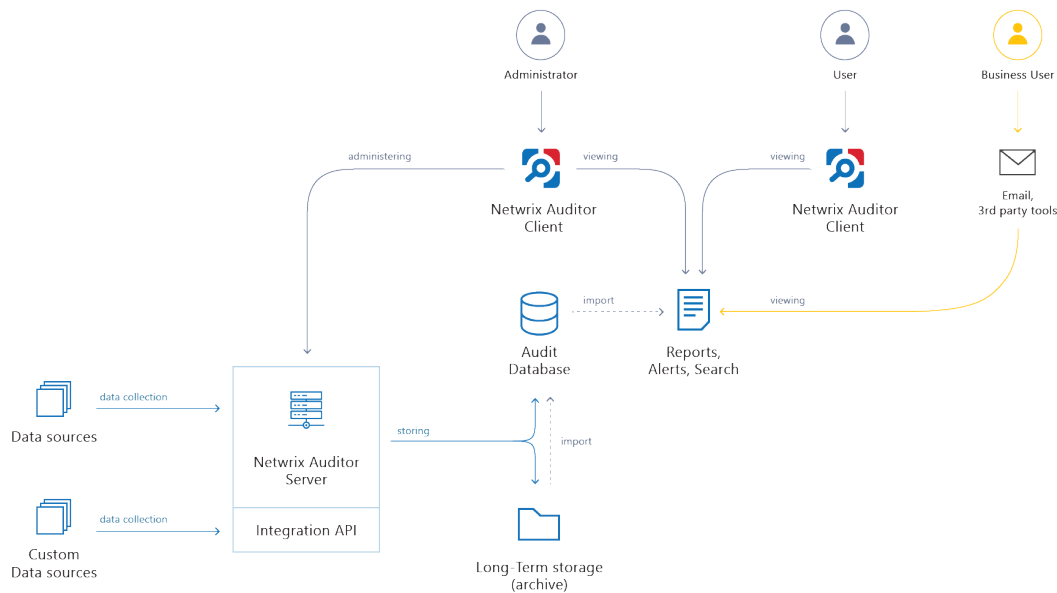 Administrator
User
Business User
administering
viewing
viewing
Netwrix Auditor
Client
Netwrix Auditor
Client
Email,
3rd party tools
import
viewing
Audit
Database
Reports,
Alerts, Search
data collection
Data sources
storing
import
Netwrix Auditor
Server
data collection
Integration API
Custom
Data sources
Long-Term storage
(archive)